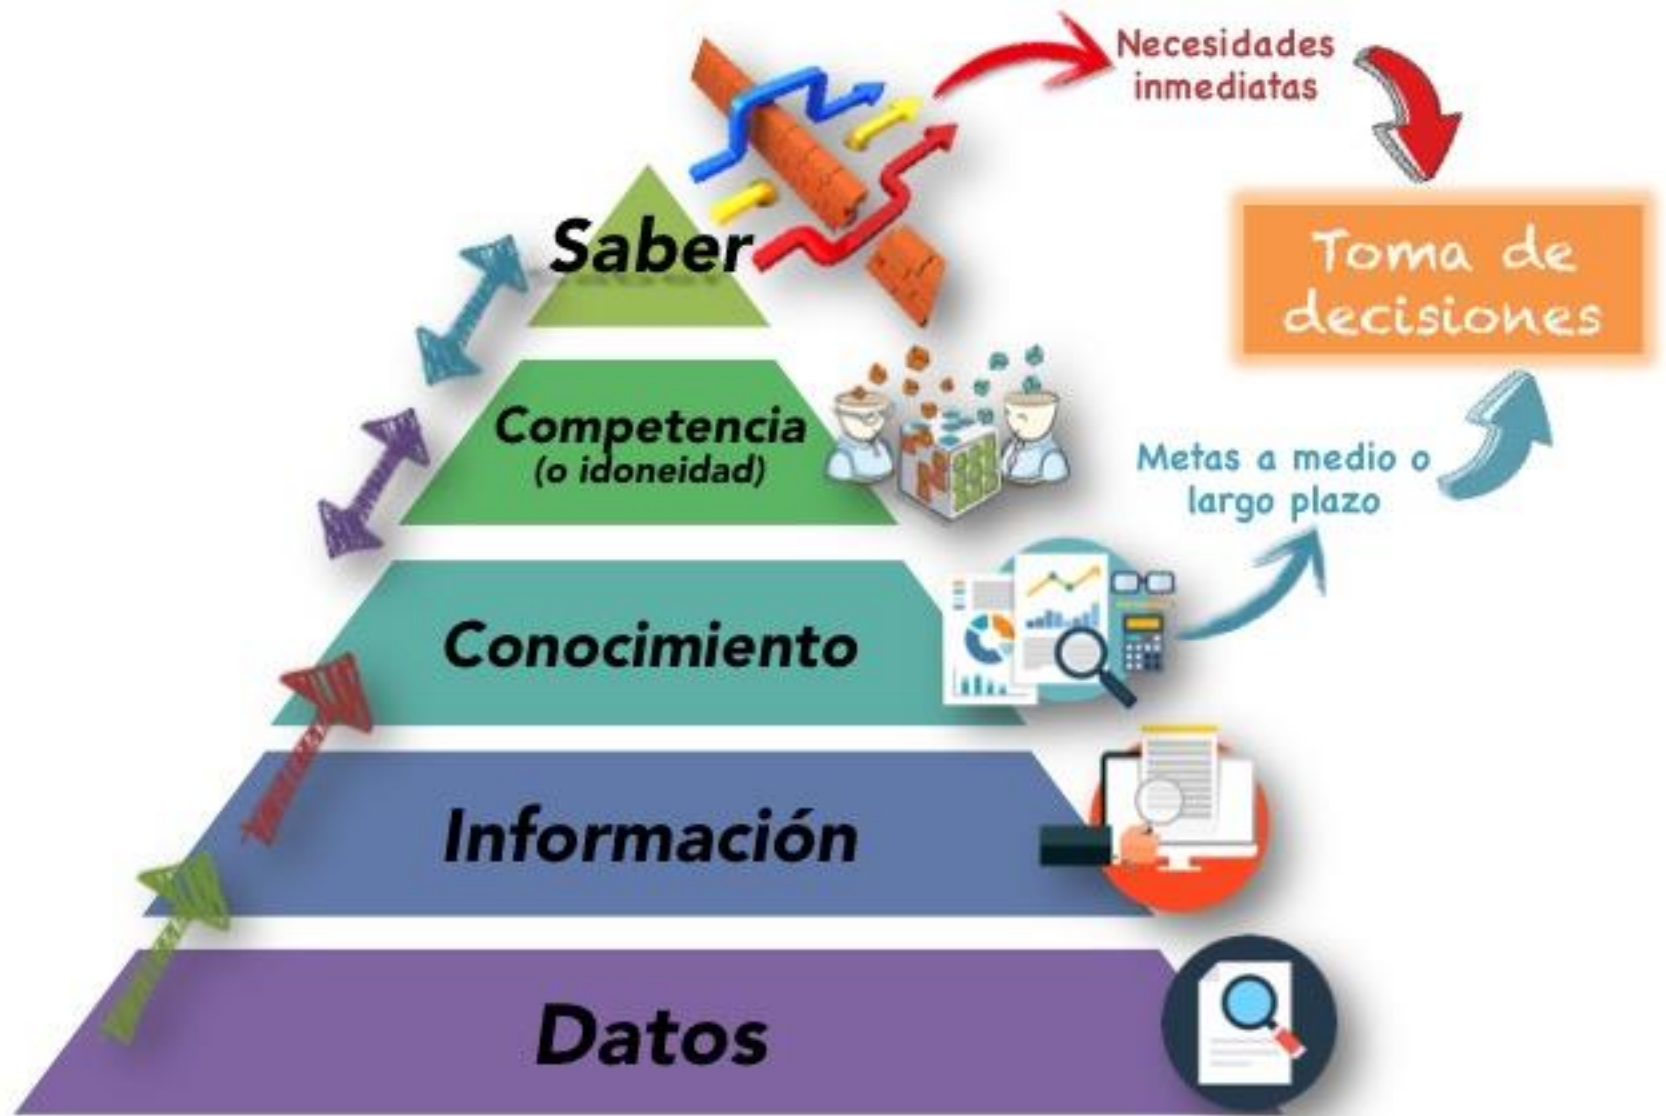 Necesidades
inmediatas
Toma de
decisiones
Saber
Competencia
(o idoneidad)
Metas a medio o
largo plazo
Conocimiento
Información
Datos